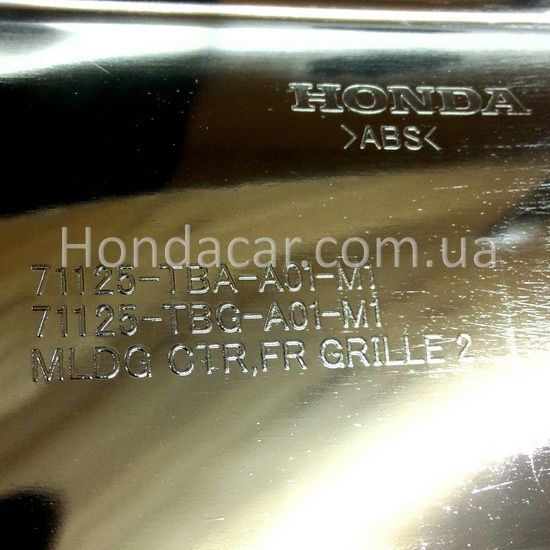 HONDA
>ABS<
Hondacar.com.ua
71125-TBA-A01-M1
71125-TBG-A01-M1
MLDG CTR,FR GRILLE 2